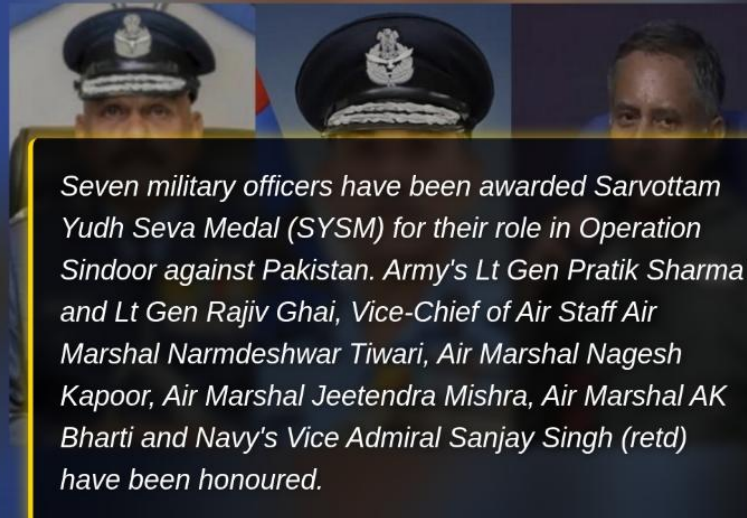 Seven military officers have been awarded Sarvottam
Yudh Seva Medal (SYSM) for their role in Operation
Sindoor against Pakistan. Army's Lt Gen Pratik Sharma
and Lt Gen Rajiv Ghai, Vice-Chief of Air Staff Air
Marshal Narmdeshwar Tiwari, Air Marshal Nagesh
Kapoor, Air Marshal Jeetendra Mishra, Air Marshal AK
Bharti and Navy's Vice Admiral Sanjay Singh (retd)
have been honoured.